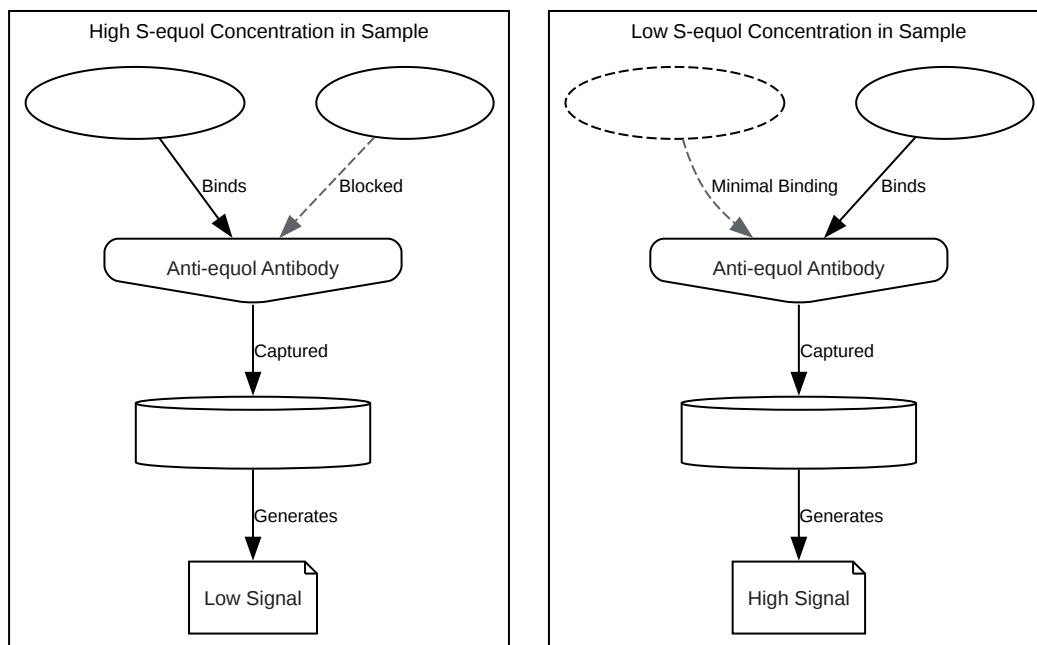 High S-equol Concentration in Sample
Binds
Blocked
Anti-equol Antibody
Captured
Generates
Low Signal
Low S-equol Concentration in Sample
Minimal Binding
Binds
Anti-equol Antibody
Captured
Generates
High Signal